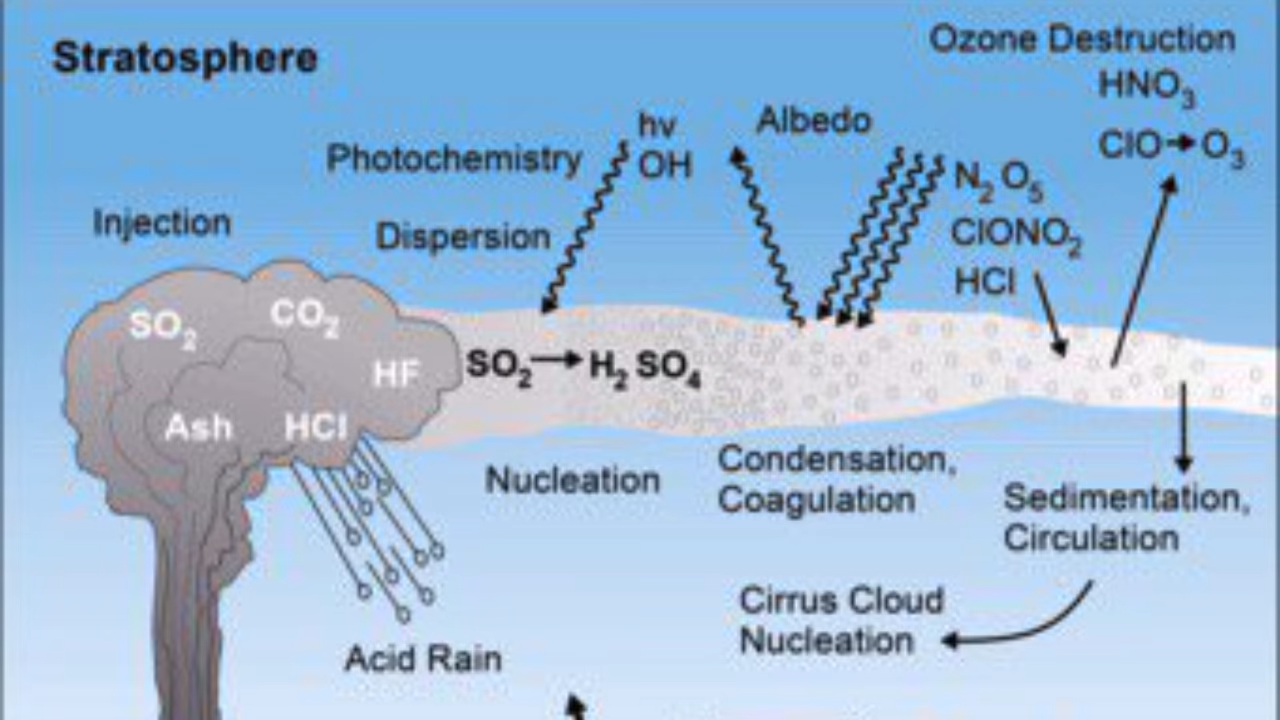 Stratosphere
Ozone Destruction
HNO₃
ClO→O₃
hv
OH
Albedo
Photochemistry
N₂ O₅
ClONO₂
HCl
Injection
Dispersion
SO₂
CO₂
HF
Ash
HCl
SO₂→H₂ SO₄
Nucleation
Condensation,
Coagulation
Sedimentation,
Circulation
Cirrus Cloud
Nucleation
Acid Rain